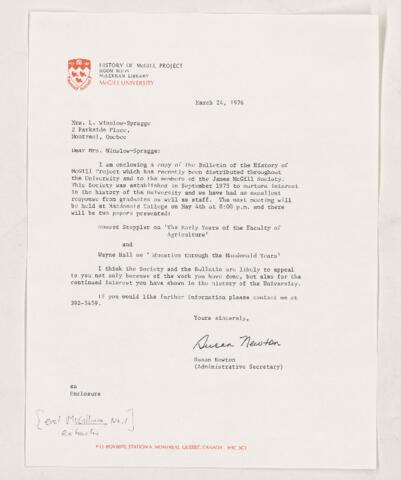 HISTORY OF McGILL PROJECT
ROOM
McLENNAN LIBRARY
McGILL UNIVERSITY
March 24, 1976
Mrs. L. Winslow-Spragge
2 Parkside Place,
Montreal, Quebec
Dear Mrs. Winslow-Spragge:
I am enclosing a copy of the Bulletin of the History of
McGill Project which has recently been distributed throughout
the University and to the members of the James McGill Society.
This Society was established in September 1975 to nurture interest
in the history of the University and we have had an excellent
response from graduates as well as staff. The next meeting will
be held at Macdonald College on May 4th at 8:00 p.m. and there
will be two papers presented:
Howard Steppler on 'The Early Years of the Faculty of
Agriculture'
and
Wayne Hall on 'Education through the Macdonald Years'
I think the Society and the Bulletin are likely to appeal
to you not only because of the work you have done, but also for the
continued interest you have shown in the history of the University.
If you would like further information please contact me at
392-5459.
Yours sincerely,
Susan Newton
Susan Newton
(Administrative Secretary)
Enclosure
No. 1
P.O. BOX 6070, STATION A, MONTREAL, QUEBEC, CANADA H3C 3G1